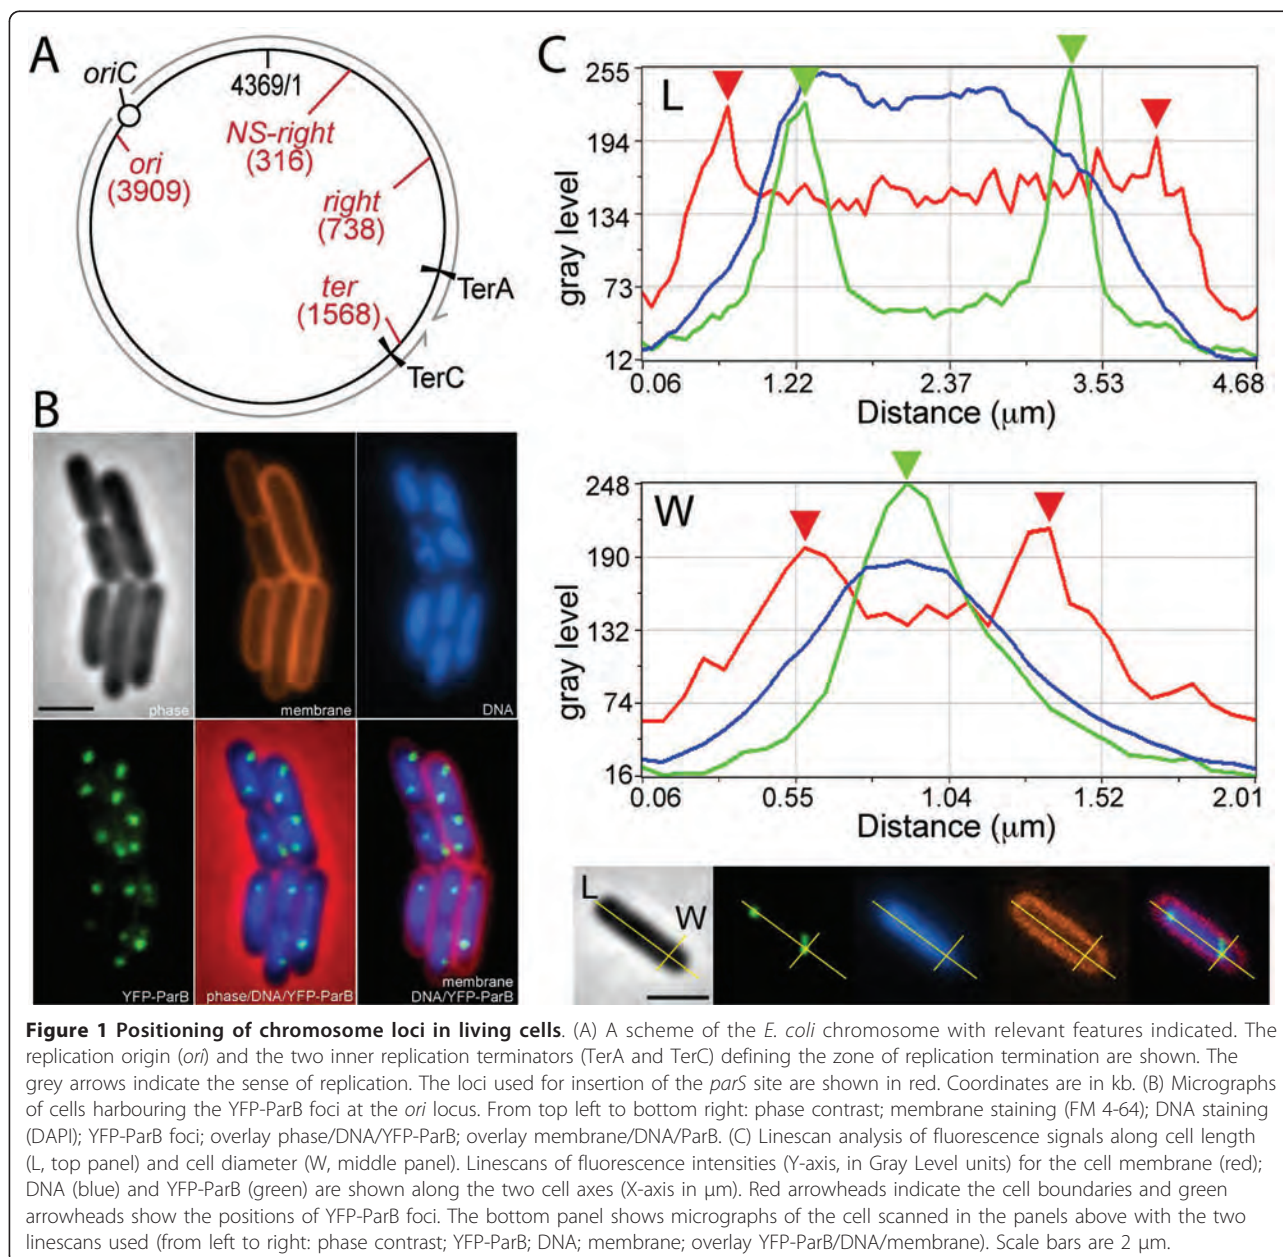 A
oriC
4369/1
NS-right
(316)
ori
(3909)
right
(738)
ter
(1568)
TerA
TerC
B
phase
membrane
DNA
YFP-ParB
phase/DNA/YFP-ParB
membrane
DNA/YFP-ParB
C
L
255
194
134
73
12
gray level
0.06
1.22
2.37
3.53
4.68
Distance (μm)
W
248
190
132
74
16
gray level
0.06
0.55
1.04
1.52
2.01
Distance (μm)
L
W
Figure 1 Positioning of chromosome loci in living cells. (A) A scheme of the E. coli chromosome with relevant features indicated. The
replication origin (ori) and the two inner replication terminators (TerA and TerC) defining the zone of replication termination are shown. The
grey arrows indicate the sense of replication. The loci used for insertion of the parS site are shown in red. Coordinates are in kb. (B) Micrographs
of cells harbouring the YFP-ParB foci at the ori locus. From top left to bottom right: phase contrast; membrane staining (FM 4-64); DNA staining
(DAPI); YFP-ParB foci; overlay phase/DNA/YFP-ParB; overlay membrane/DNA/ParB. (C) Linescan analysis of fluorescence signals along cell length
(L, top panel) and cell diameter (W, middle panel). Linescans of fluorescence intensities (Y-axis, in Gray Level units) for the cell membrane (red);
DNA (blue) and YFP-ParB (green) are shown along the two cell axes (X-axis in μm). Red arrowheads indicate the cell boundaries and green
arrowheads show the positions of YFP-ParB foci. The bottom panel shows micrographs of the cell scanned in the panels above with the two
linescans used (from left to right: phase contrast; YFP-ParB; DNA; membrane; overlay YFP-ParB/DNA/membrane). Scale bars are 2 μm.